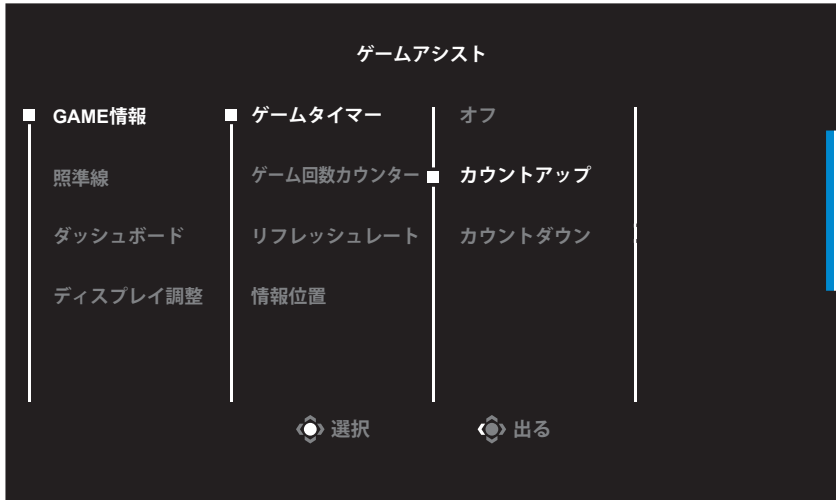 ゲームアシスト
GAME情報
ゲームタイマー
オフ
照準線
ゲーム回数カウンター
カウントアップ
ダッシュボード
リフレッシュレート
カウントダウン
ディスプレイ調整
情報位置
選択
出る